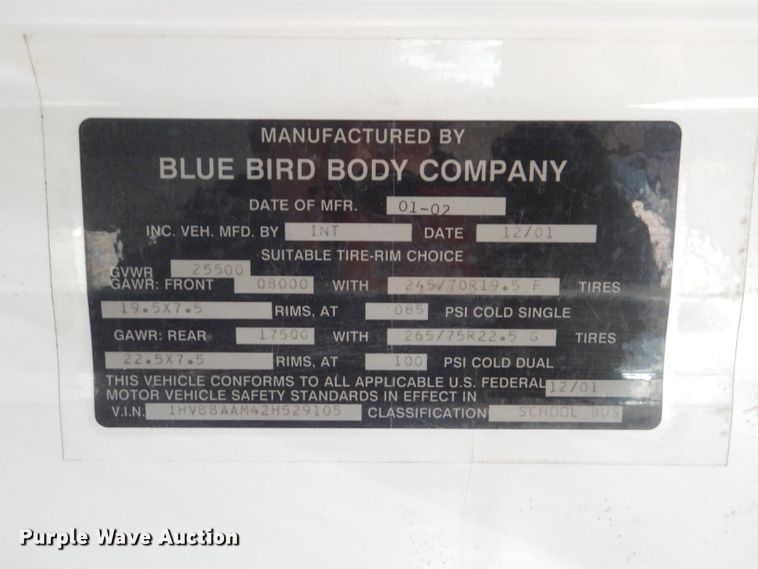 MANUFACTURED BY
BLUE BIRD BODY COMPANY
DATE OF MFR. 01-02
INC. VEH. MFD. BY INT DATE 12/01
SUITABLE TIRE-RIM CHOICE
GVWR 25500
GAWR: FRONT 08000 WITH 245/70R19.5 F TIRES
19.5X7.5 RIMS, AT 085 PSI COLD SINGLE
GAWR: REAR 17500 WITH 265/75R22.5 G TIRES
22.5X7.5 RIMS, AT 100 PSI COLD DUAL
THIS VEHICLE CONFORMS TO ALL APPLICABLE U.S. FEDERAL
MOTOR VEHICLE SAFETY STANDARDS IN EFFECT IN 12/01
V.I.N. 1HVBBAAM42H529105 CLASSIFICATION SCHOOL BUS
Purple Wave Auction